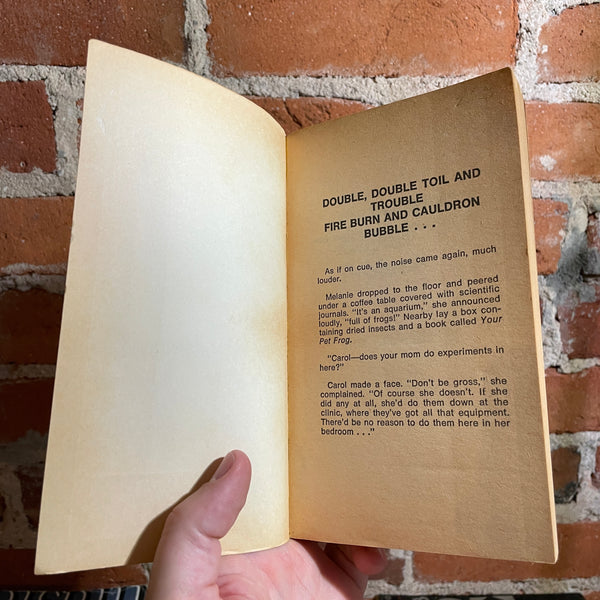 DOUBLE, DOUBLE TOIL AND
TROUBLE
FIRE BURN AND CAULDRON
BUBBLE . . .
As if on cue, the noise came again, much
louder.
Melanie dropped to the floor and peered
under a coffee table covered with scientific
journals. "It's an aquarium," she announced
loudly, "full of frogs!" Nearby lay a box con-
taining dried insects and a book called Your
Pet Frog.
"Carol—does your mom do experiments in
here?"
Carol made a face. "Don't be gross," she
complained. "Of course she doesn't. If she
did any at all, she'd do them down at the
clinic, where they've got all that equipment.
There'd be no reason to do them here in her
bedroom . . ."